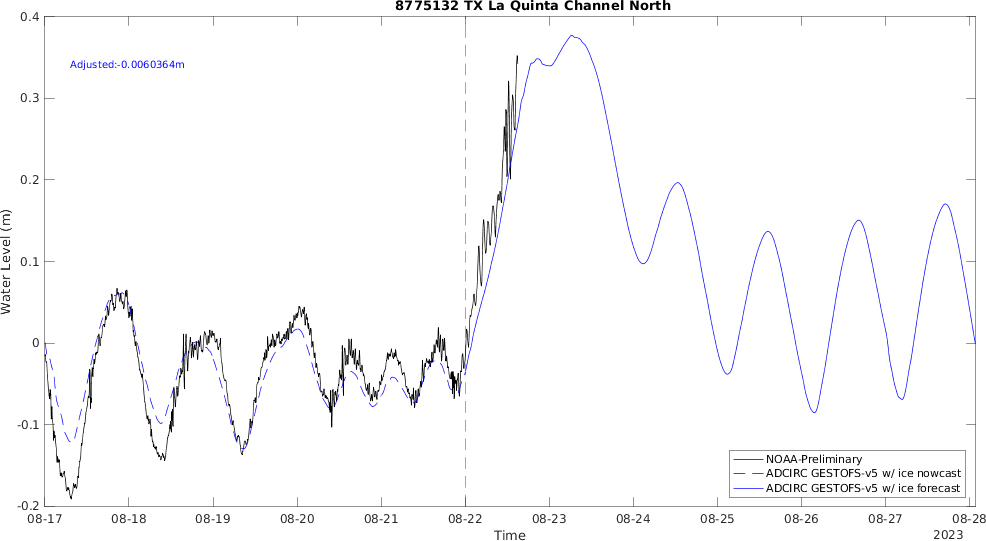 8775132 TX La Quinta Channel North
Adjusted:-0.0060364m
0.4
0.3
0.2
0.1
0
-0.1
-0.2
Water Level (m)
NOAA-Preliminary
ADCIRC GESTOFS-v5 w/ ice nowcast
ADCIRC GESTOFS-v5 w/ ice forecast
08-17 08-18 08-19 08-20 08-21 08-22 08-23 08-24 08-25 08-26 08-27 08-28
Time
2023